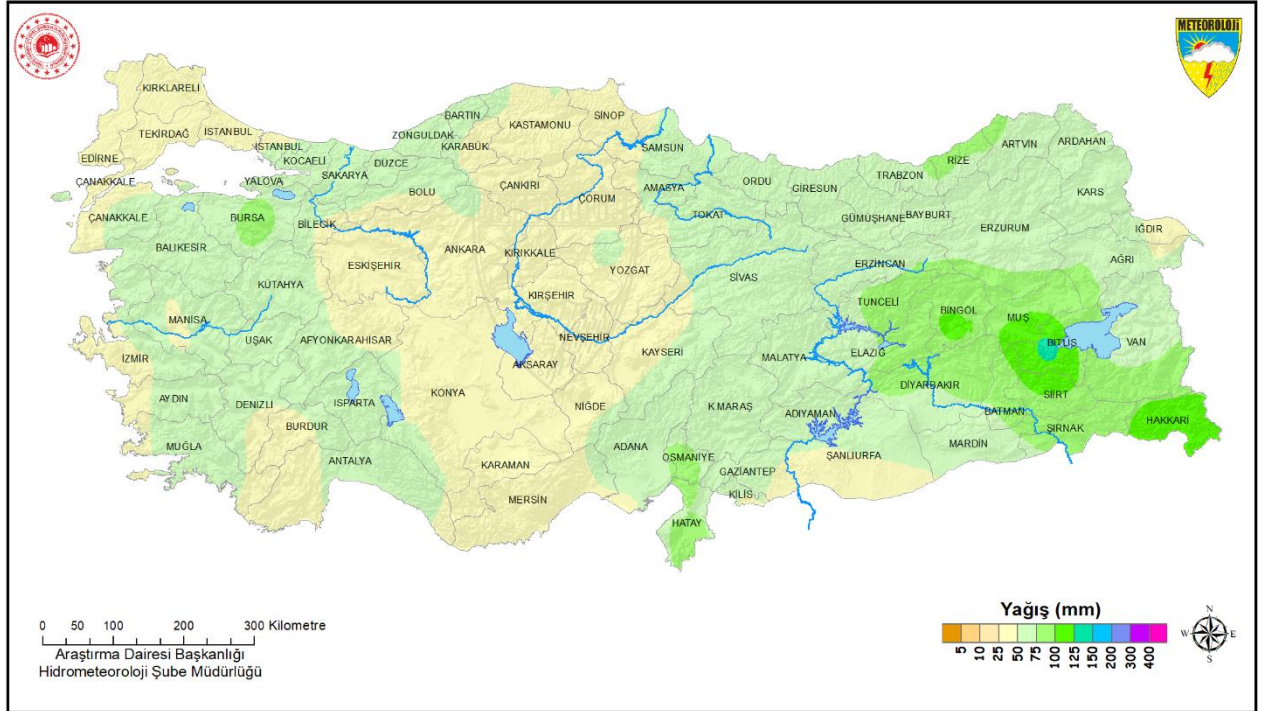 METEOROLOJİ
KIRKLARELİ
TEKİRDAĞ
İSTANBUL
EDİRNE
İSTANBUL
KOCAELİ
YALOVA
SAKARYA
DÜZCE
ZONGULDAK
BARTIN
KARABÜK
KASTAMONU
SİNOP
SAMSUN
ÇANAKKALE
ÇANAKKALE
BALIKESİR
BURSA
BİLECİK
BOLU
ÇANKIRI
ÇORUM
AMASYA
TOKAT
ORDU
GİRESUN
TRABZON
RİZE
ARTVİN
ARDAHAN
KARS
GÜMÜŞHANE
BAYBURT
ERZURUM
IĞDIR
AĞRI
ESKİŞEHİR
ANKARA
KIRIKKALE
YOZGAT
SİVAS
ERZİNCAN
KÜTAHYA
KIRŞEHİR
TUNCELİ
BİNGÖL
MUŞ
MANİSA
UŞAK
AFYONKARAHİSAR
NEVŞEHİR
KAYSERİ
MALATYA
ELAZIĞ
BİTLİS
VAN
İZMİR
AKSARAY
AYDIN
DENİZLİ
ISPARTA
KONYA
NİĞDE
K.MARAŞ
ADIYAMAN
DİYARBAKIR
BATMAN
SİİRT
BURDUR
MUĞLA
ANTALYA
KARAMAN
MERSİN
ADANA
OSMANİYE
GAZİANTEP
KİLİS
ŞANLIURFA
MARDİN
ŞIRNAK
HAKKARİ
HATAY
0 50 100 200 300 Kilometre
Araştırma Dairesi Başkanlığı
Hidrometeoroloji Şube Müdürlüğü
Yağış (mm)
5 10 25 50 75 100 125 150 200 300 400
N
W E
S